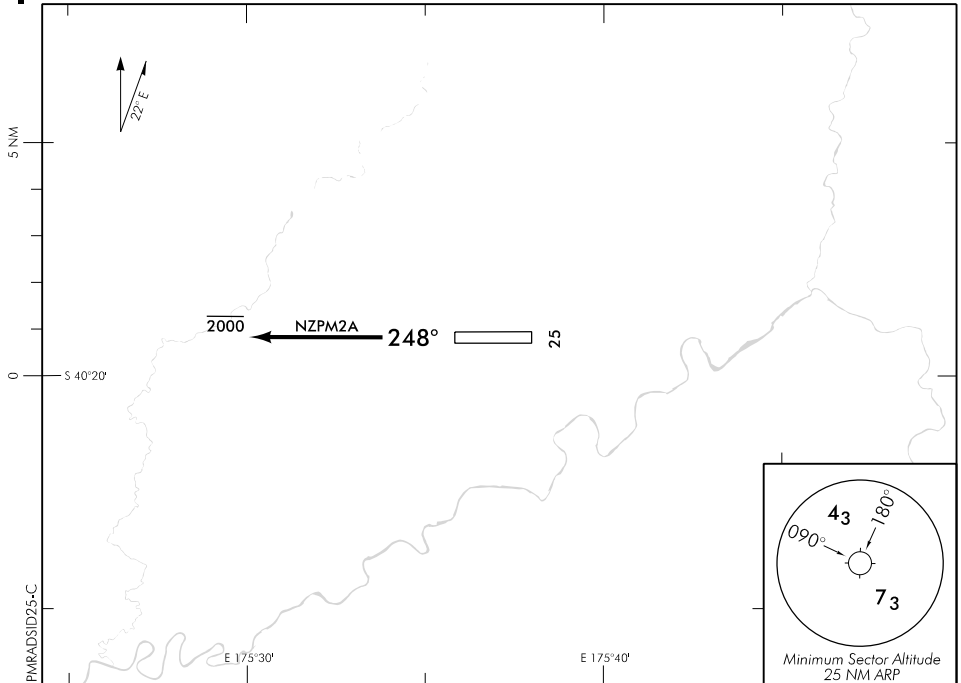 22° E
5 NM
2000
NZPM2A
248°
25
0
S 40°20'
43
180°
090°
73
PMRADSID25-C
E 175°30'
E 175°40'
Minimum Sector Altitude
25 NM ARP